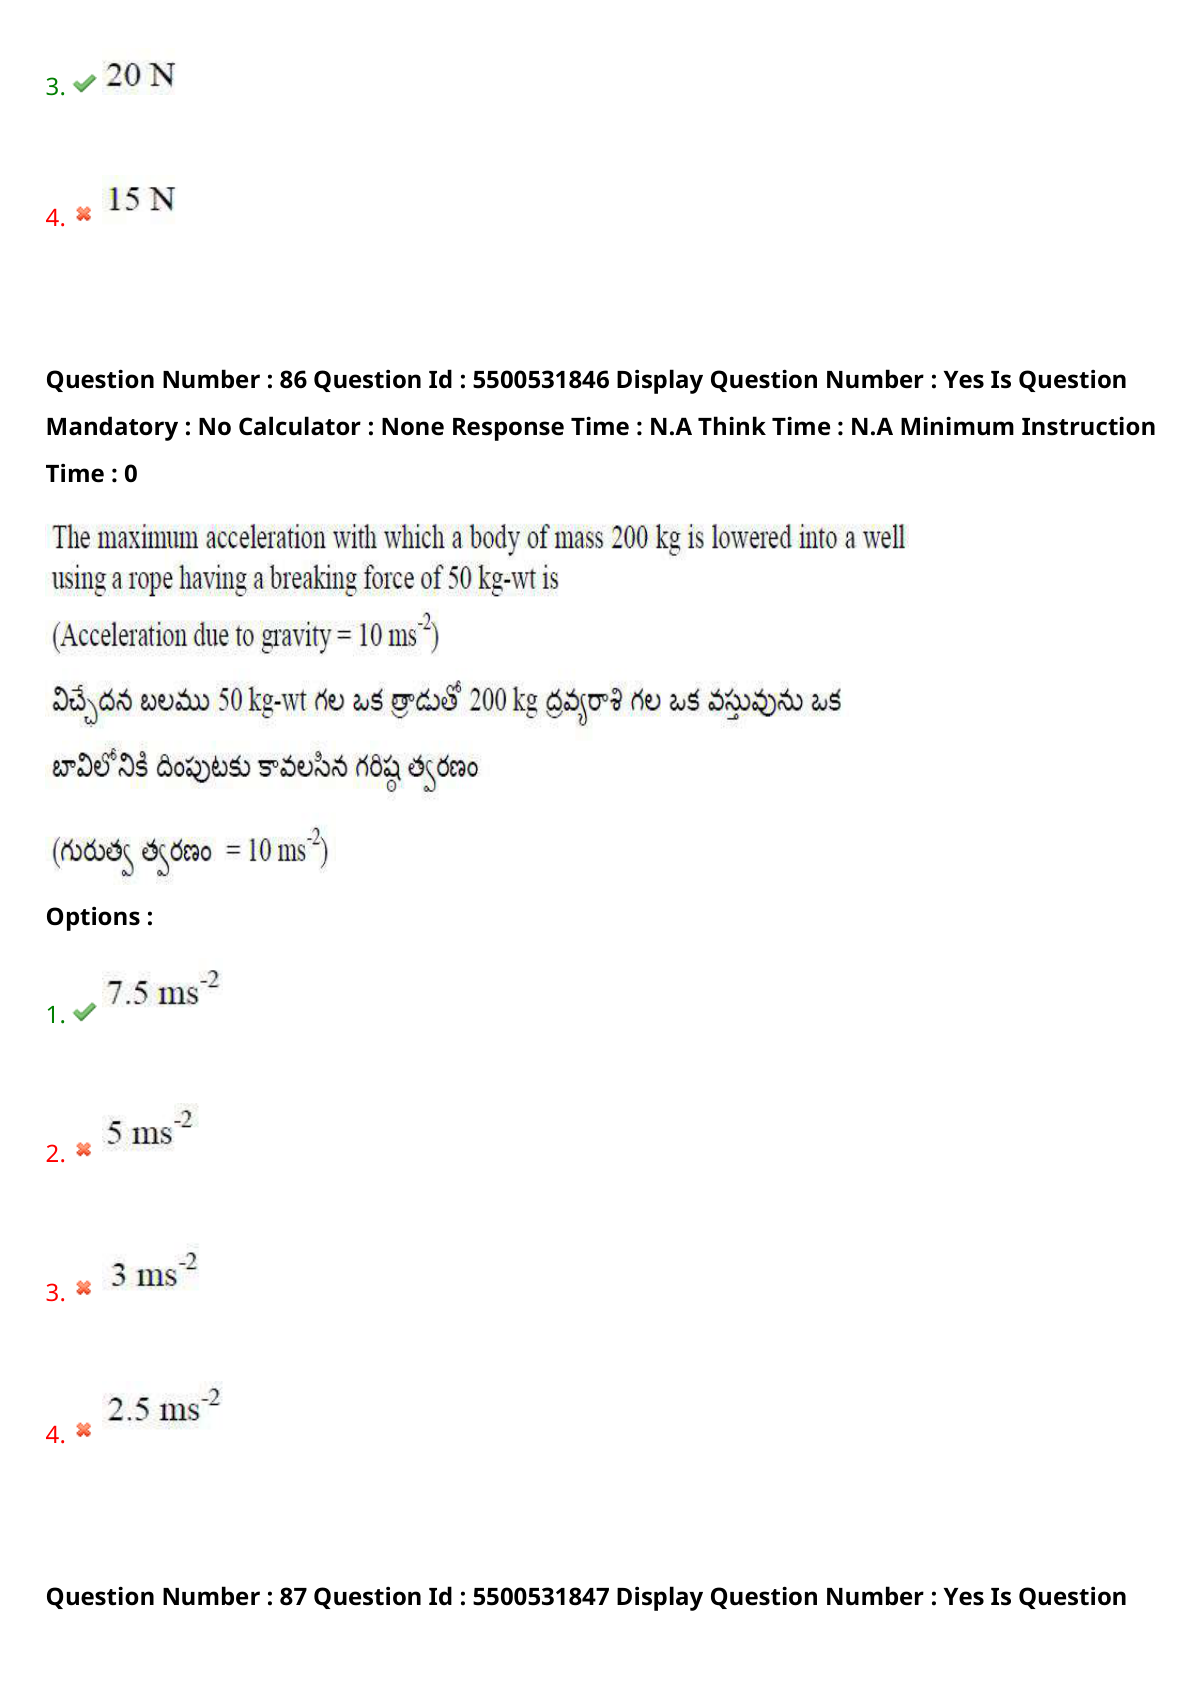 3. 20 N
4. 15 N
Question Number : 86 Question Id : 5500531846 Display Question Number : Yes Is Question
Mandatory : No Calculator : None Response Time : N.A Think Time : N.A Minimum Instruction
Time : 0
The maximum acceleration with which a body of mass 200 kg is lowered into a well
using a rope having a breaking force of 50 kg-wt is
(Acceleration due to gravity = 10 ms⁻²)
విచ్ఛేదన బలము 50 kg-wt గల ఒక త్రాడుతో 200 kg ద్రవ్యరాశి గల ఒక వస్తువును ఒక
బావిలోనికి దింపుటకు కావలసిన గరిష్ఠ త్వరణం
(గురుత్వ త్వరణం = 10 ms⁻²)
Options :
1. 7.5 ms⁻²
2. 5 ms⁻²
3. 3 ms⁻²
4. 2.5 ms⁻²
Question Number : 87 Question Id : 5500531847 Display Question Number : Yes Is Question